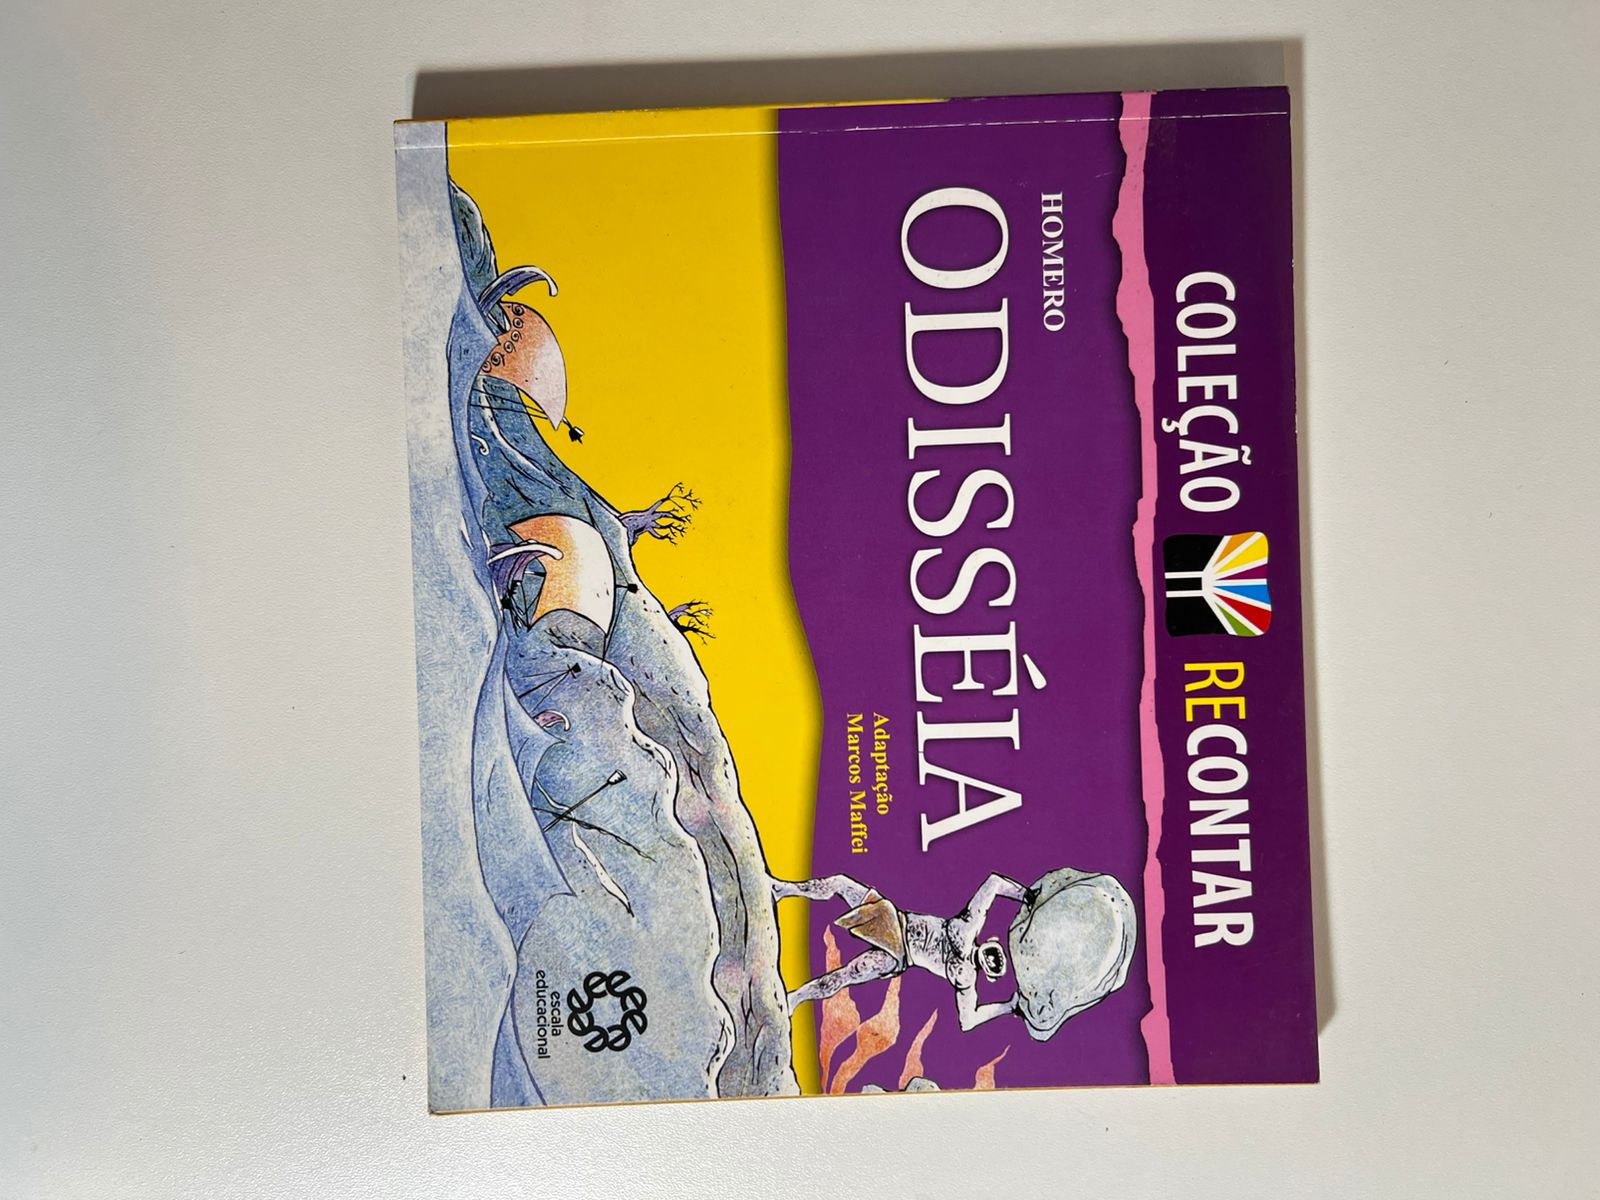 COLEÇÃO RECONTAR
HOMERO
ODISSÉIA
Adaptação
Marcos Maffei
escala
educacional